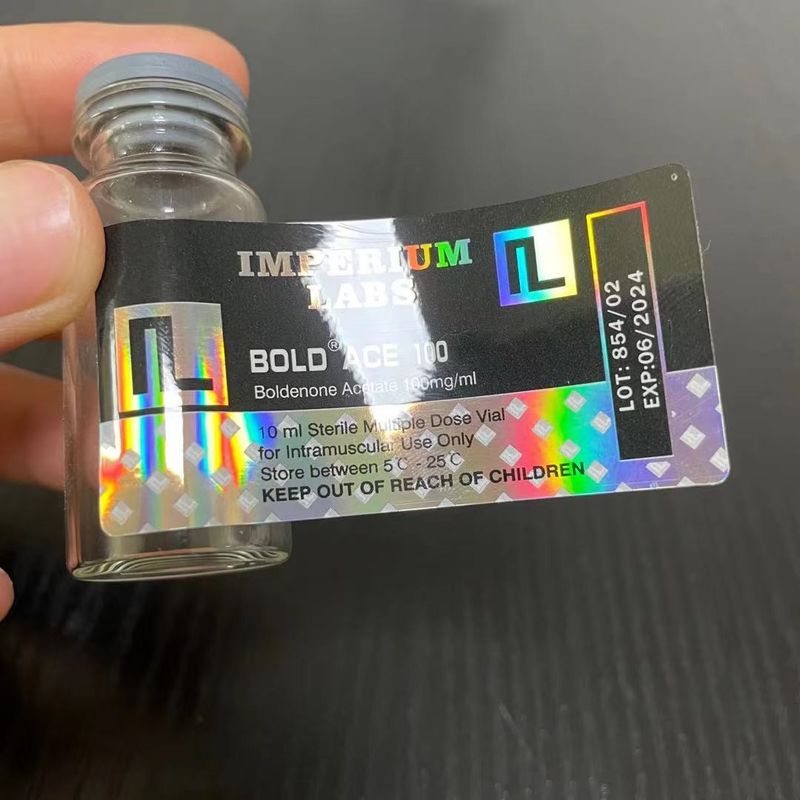 IMPERIUM
LABS
BOLD® ACE 100
Boldenone Acetate 100mg/ml
10 ml Sterile Multiple Dose Vial
for Intramuscular Use Only
Store between 5℃ - 25℃
KEEP OUT OF REACH OF CHILDREN
LOT: 854/02
EXP:06/2024